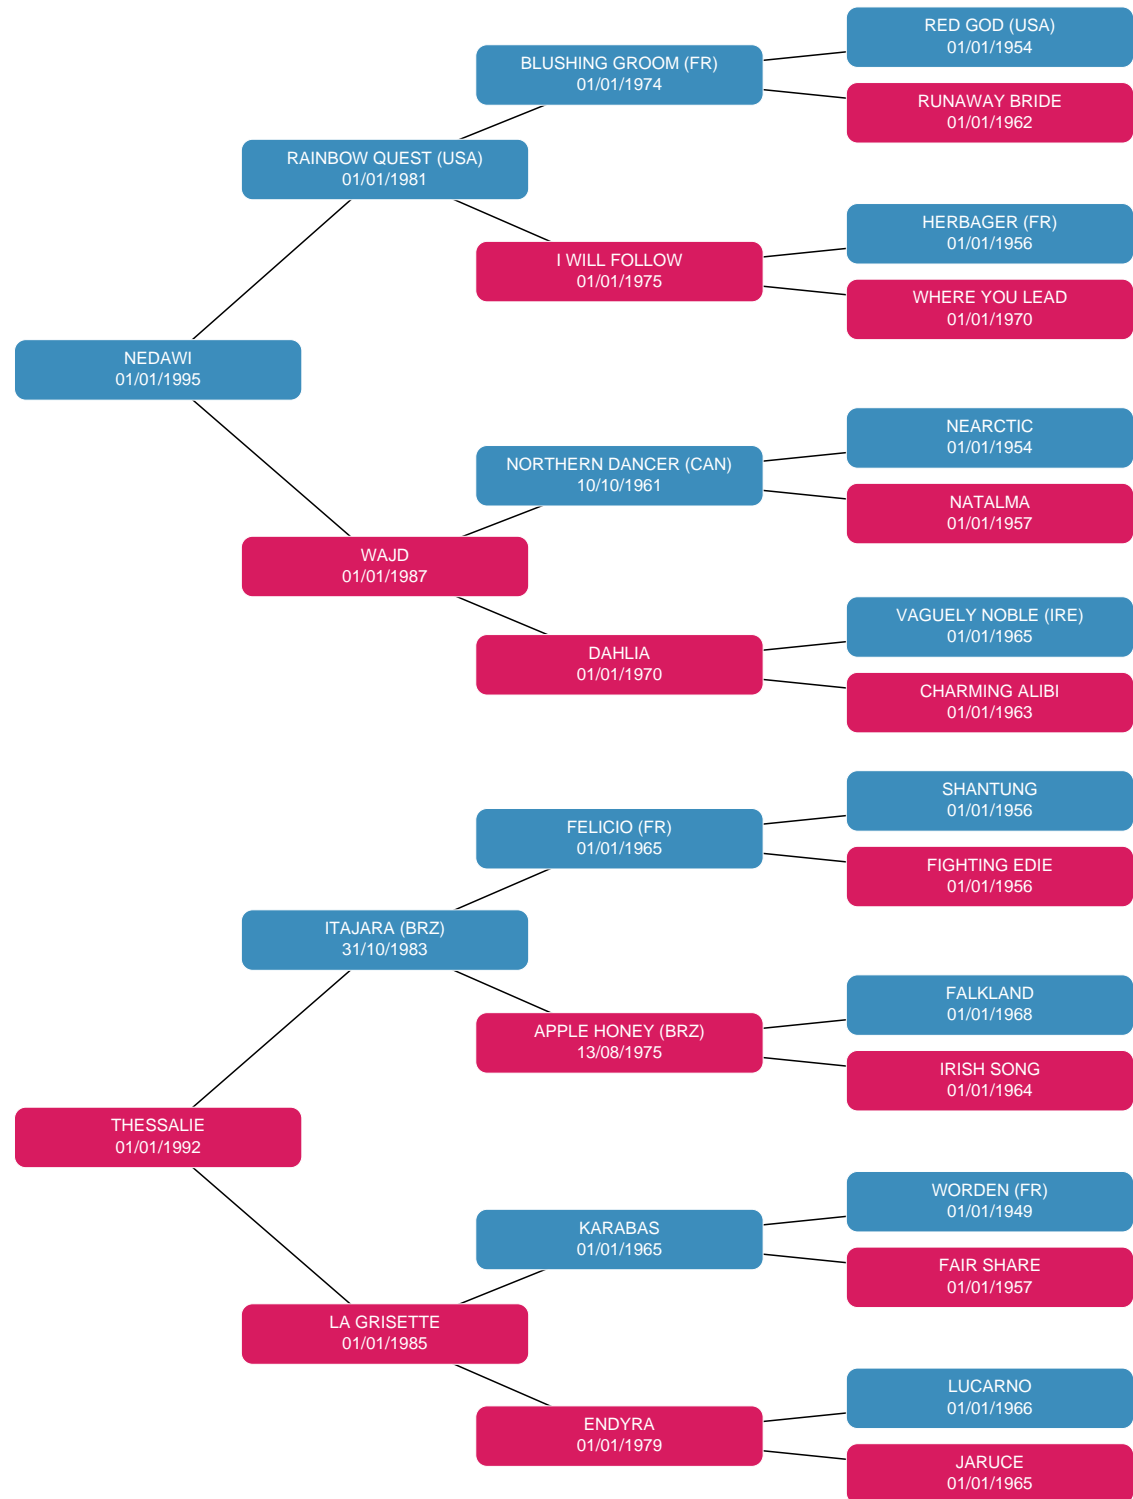 RED GOD (USA)
01/01/1954
BLUSHING GROOM (FR)
01/01/1974
RUNAWAY BRIDE
01/01/1962
RAINBOW QUEST (USA)
01/01/1981
HERBAGER (FR)
01/01/1956
I WILL FOLLOW
01/01/1975
WHERE YOU LEAD
01/01/1970
NEDAWI
01/01/1995
NEARCTIC
01/01/1954
NORTHERN DANCER (CAN)
10/10/1961
NATALMA
01/01/1957
WAJD
01/01/1987
VAGUELY NOBLE (IRE)
01/01/1965
DAHLIA
01/01/1970
CHARMING ALIBI
01/01/1963
SHANTUNG
01/01/1956
FELICIO (FR)
01/01/1965
FIGHTING EDIE
01/01/1956
ITAJARA (BRZ)
31/10/1983
FALKLAND
01/01/1968
APPLE HONEY (BRZ)
13/08/1975
IRISH SONG
01/01/1964
THESSALIE
01/01/1992
WORDEN (FR)
01/01/1949
KARABAS
01/01/1965
FAIR SHARE
01/01/1957
LA GRISETTE
01/01/1985
LUCARNO
01/01/1966
ENDYRA
01/01/1979
JARUCE
01/01/1965